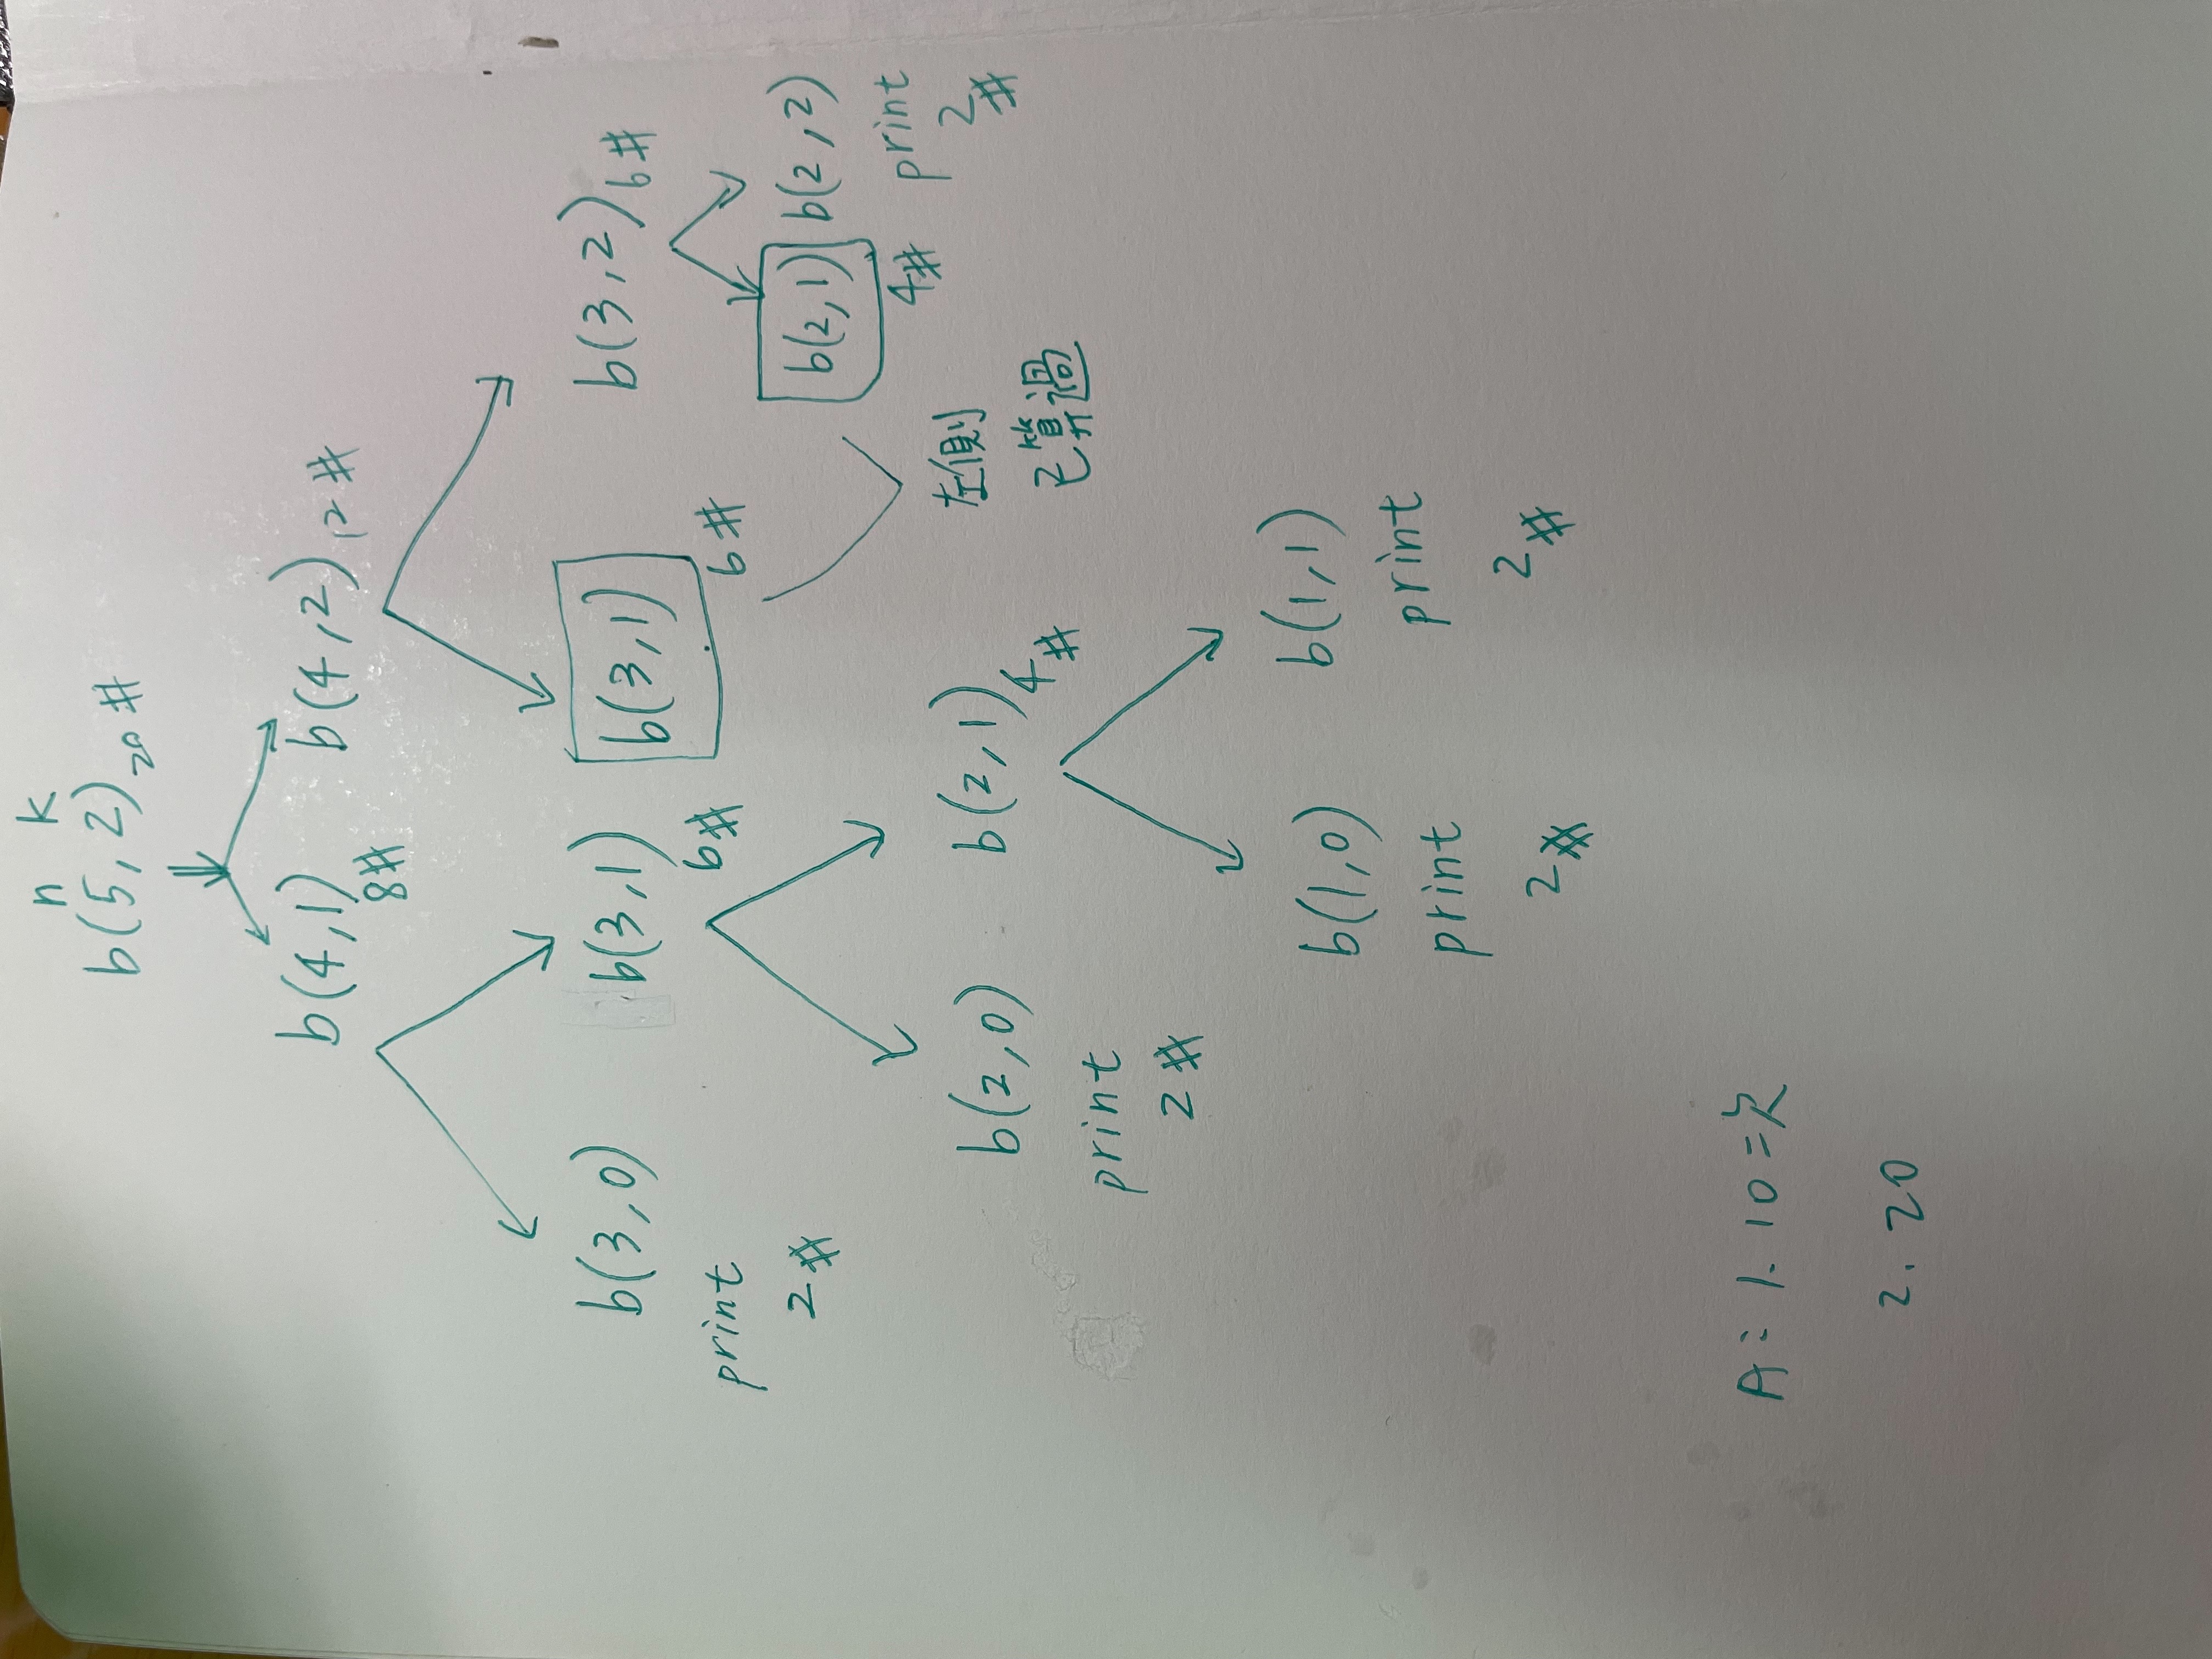 n k
b(5,2) 20#
b(4,1) b(4,2) 12#
8#
b(3,0) b(3,1) b(3,1) b(3,2) 6#
print 6# 6#
2#
b(2,1) b(2,2)
4# print
2#
b(2,0) b(2,1) 4# 左側
print 已算過
2#
b(1,0) b(1,1)
print print
2# 2#
A: 1. 10=次
2. 20